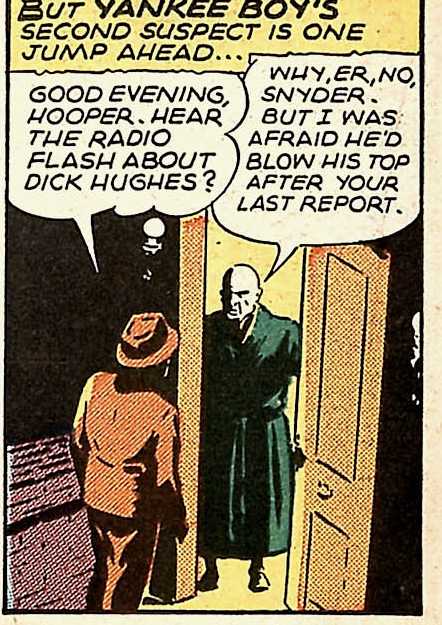 BUT YANKEE BOY'S
SECOND SUSPECT IS ONE
JUMP AHEAD...
GOOD EVENING,
HOOPER. HEAR
THE RADIO
FLASH ABOUT
DICK HUGHES?
WHY, ER, NO,
SNYDER.
BUT I WAS
AFRAID HE'D
BLOW HIS TOP
AFTER YOUR
LAST REPORT.